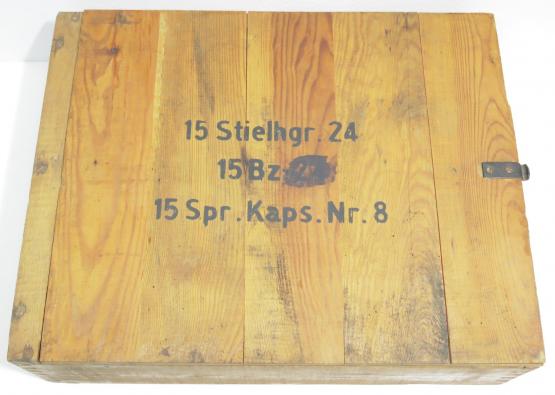 15 Stielhgr. 24
15 Bz.
15 Spr. Kaps. Nr. 8